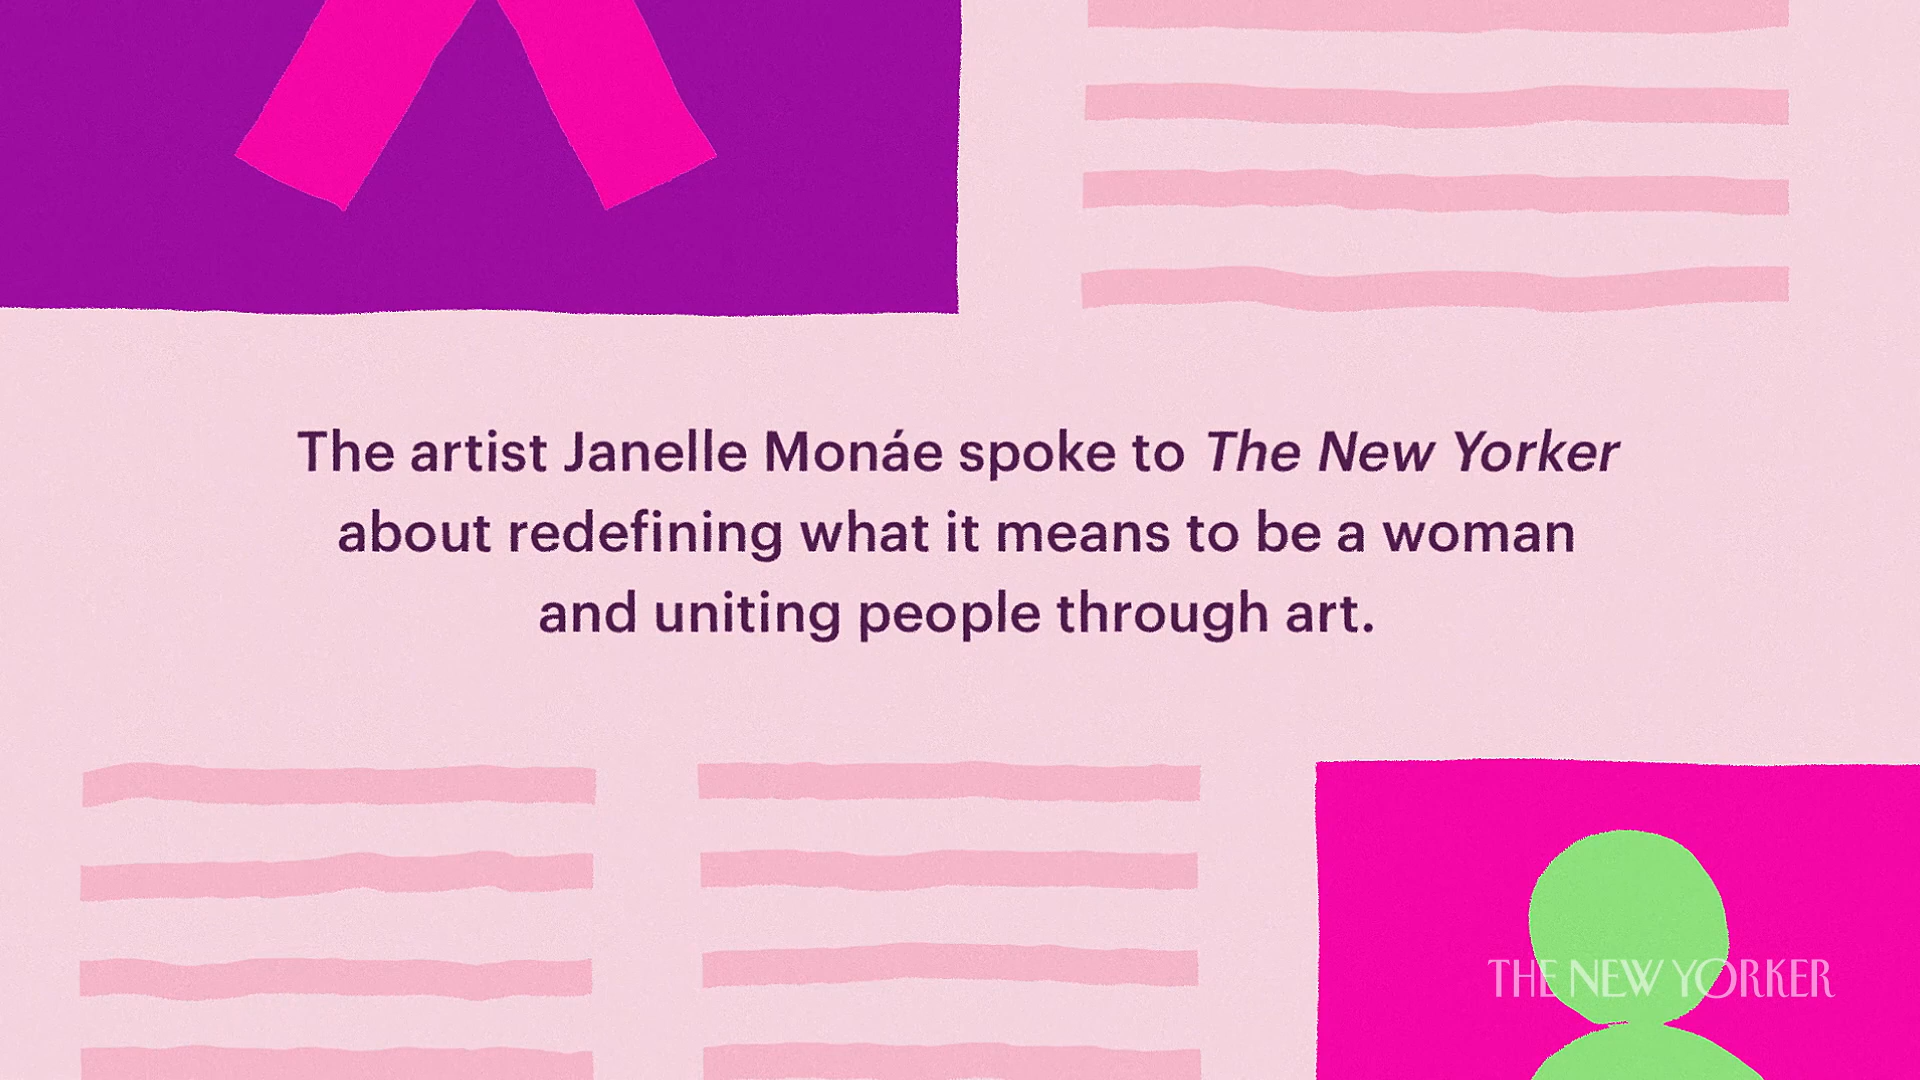 The artist Janelle Monáe spoke to The New Yorker
about redefining what it means to be a woman
and uniting people through art.
THE NEW YORKER